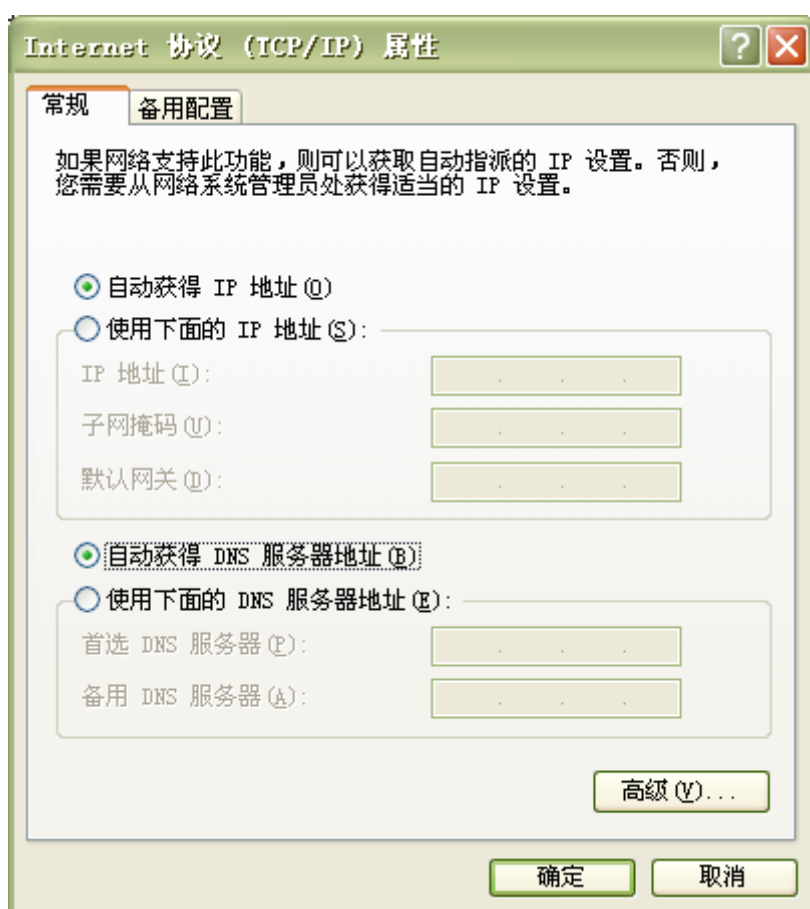 Internet 协议 (TCP/IP) 属性
常规
备用配置
如果网络支持此功能，则可以获取自动指派的 IP 设置。否则，
您需要从网络系统管理员处获得适当的 IP 设置。
自动获得 IP 地址(O)
使用下面的 IP 地址(S):
IP 地址(I):
子网掩码(U):
默认网关(D):
自动获得 DNS 服务器地址(B)
使用下面的 DNS 服务器地址(E):
首选 DNS 服务器(P):
备用 DNS 服务器(A):
高级(V)...
确定
取消